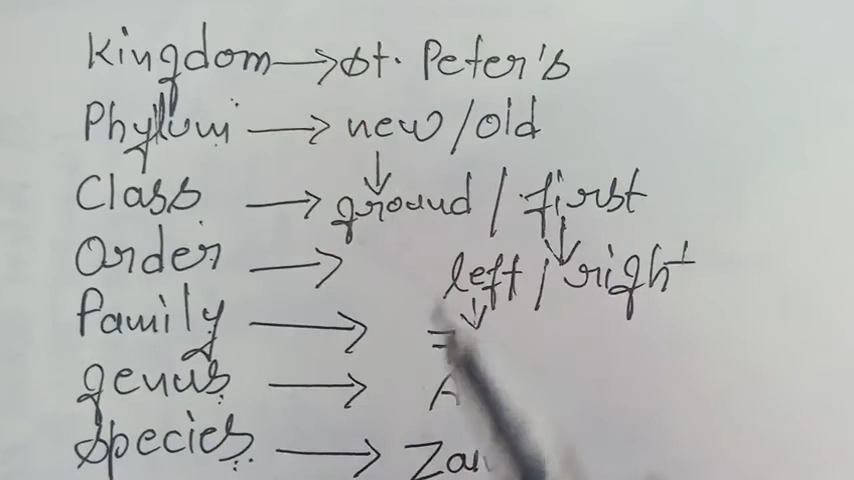 Kingdom → St. Peter's
Phylum → new/old
↓
Class → ground / first
↓
Order → left / right
↓
family →
genus → A
species →